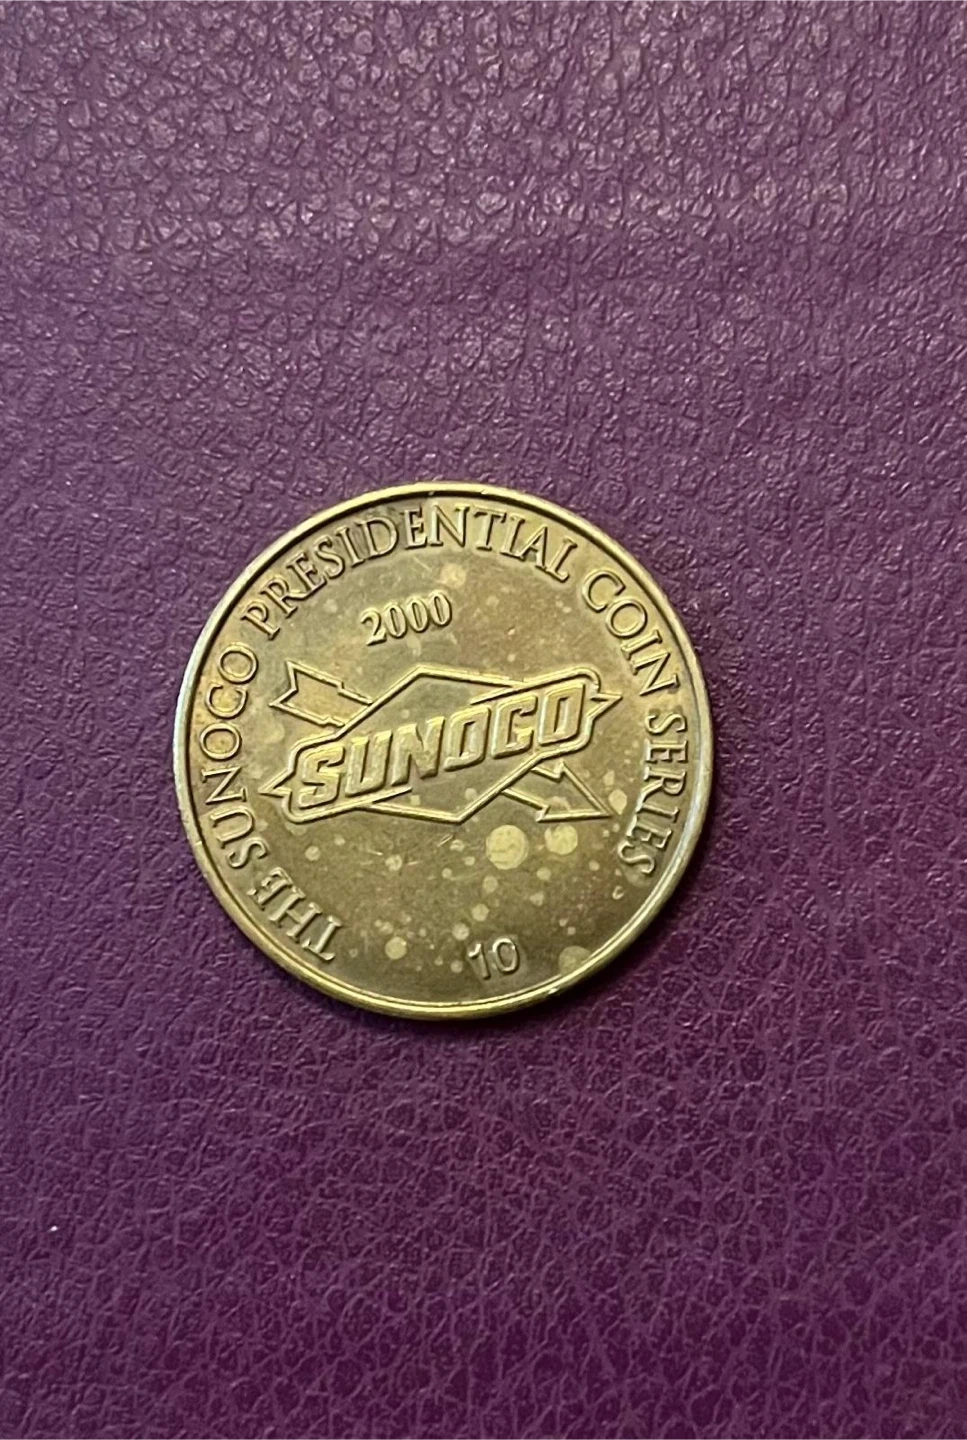 THE SUNOCO PRESIDENTIAL COIN SERIES
2000
SUNOCO
10